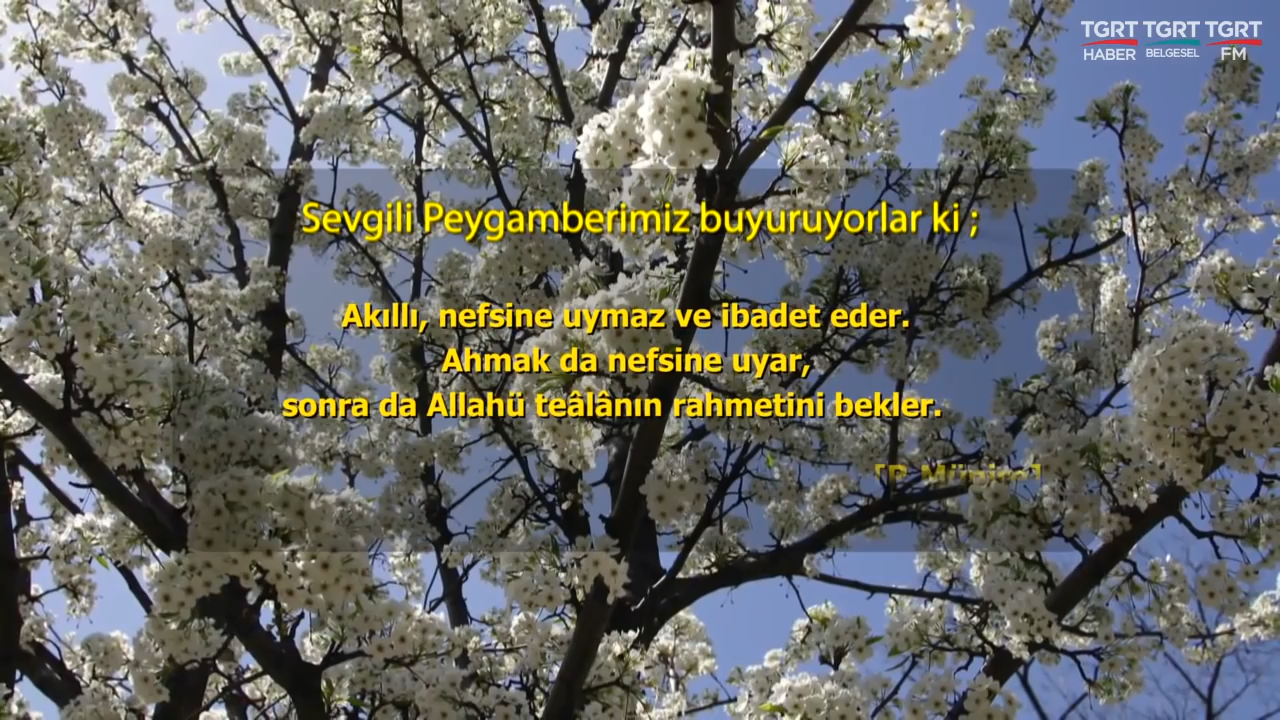 TGRT TGRT TGRT
HABER BELGESEL FM
Sevgili Peygamberimiz buyuruyorlar ki ;
Akıllı, nefsine uymaz ve ibadet eder.
Ahmak da nefsine uyar,
sonra da Allahü teâlânın rahmetini bekler.